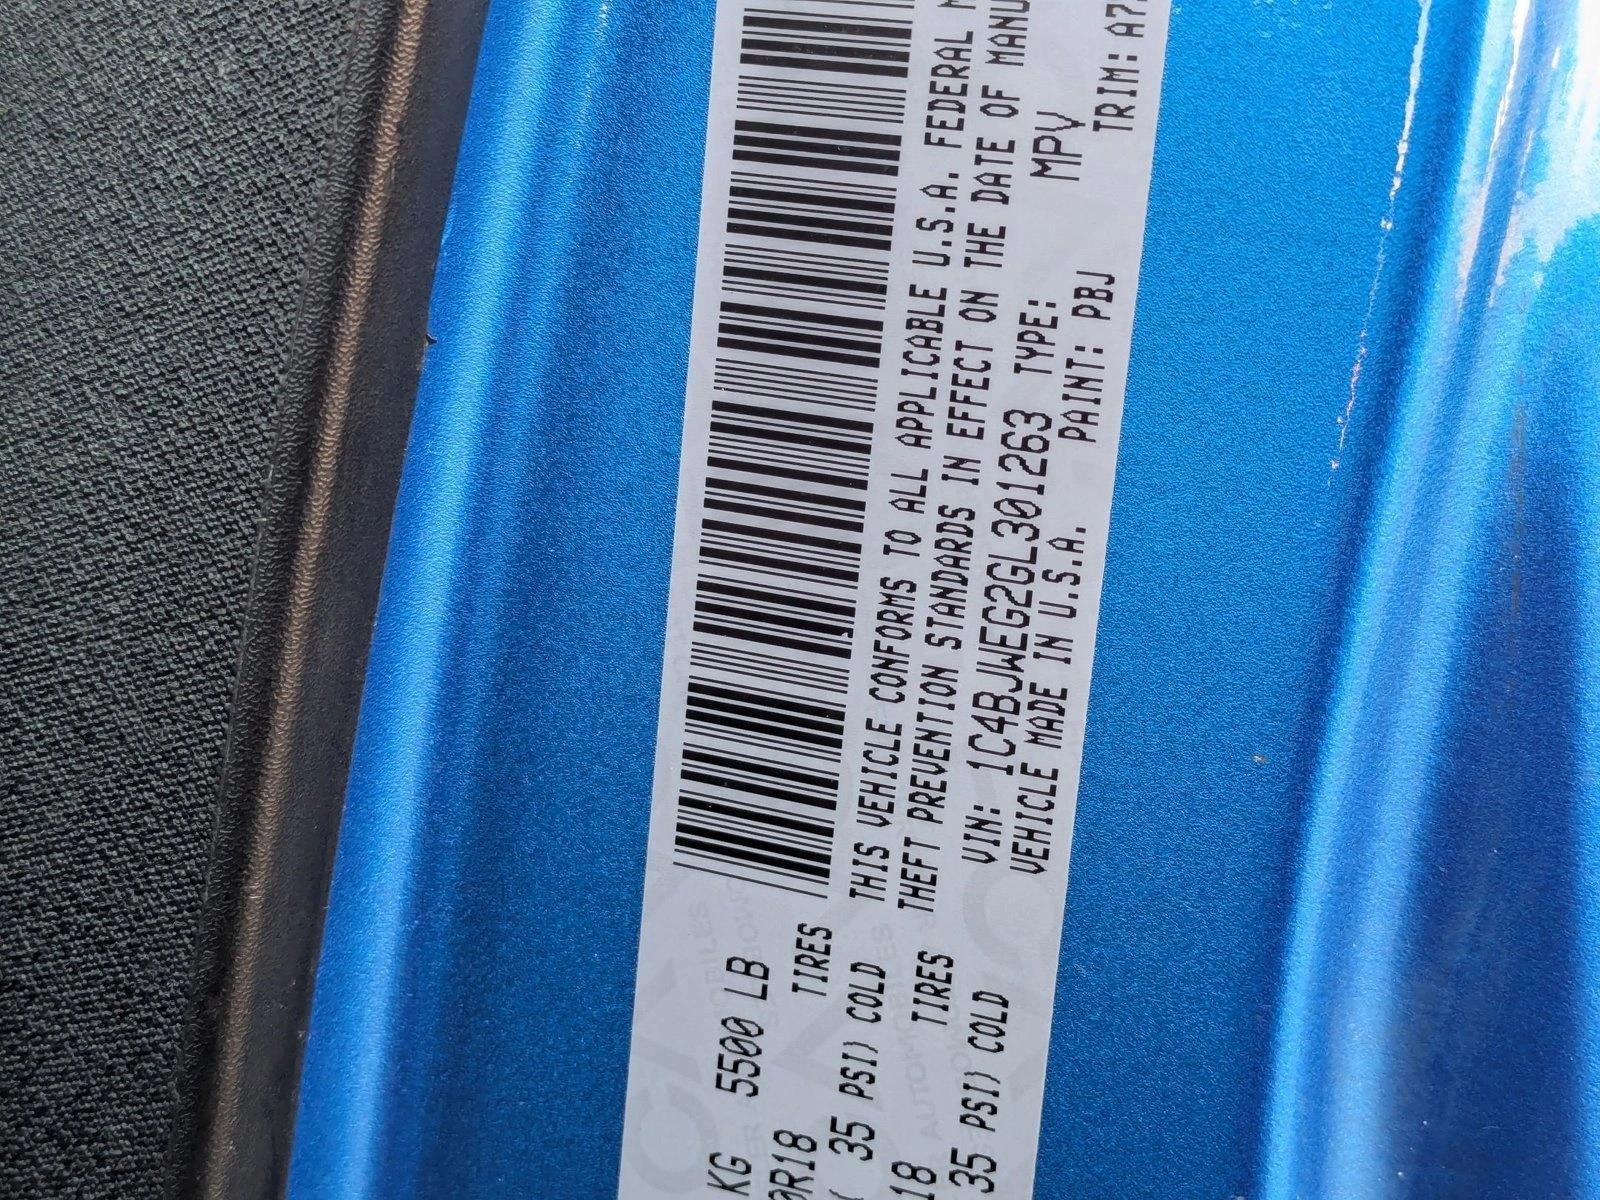 KG 5500 LB
0R18 TIRES
( 35 PSI) COLD
18 TIRES
35 PSI) COLD
THIS VEHICLE CONFORMS TO ALL APPLICABLE U.S.A. FEDERAL M
THEFT PREVENTION STANDARDS IN EFFECT ON THE DATE OF MANU
VIN: 1C4BJWEG2GL301263 TYPE: MPV
VEHICLE MADE IN U.S.A. PAINT: PBJ TRIM: A7